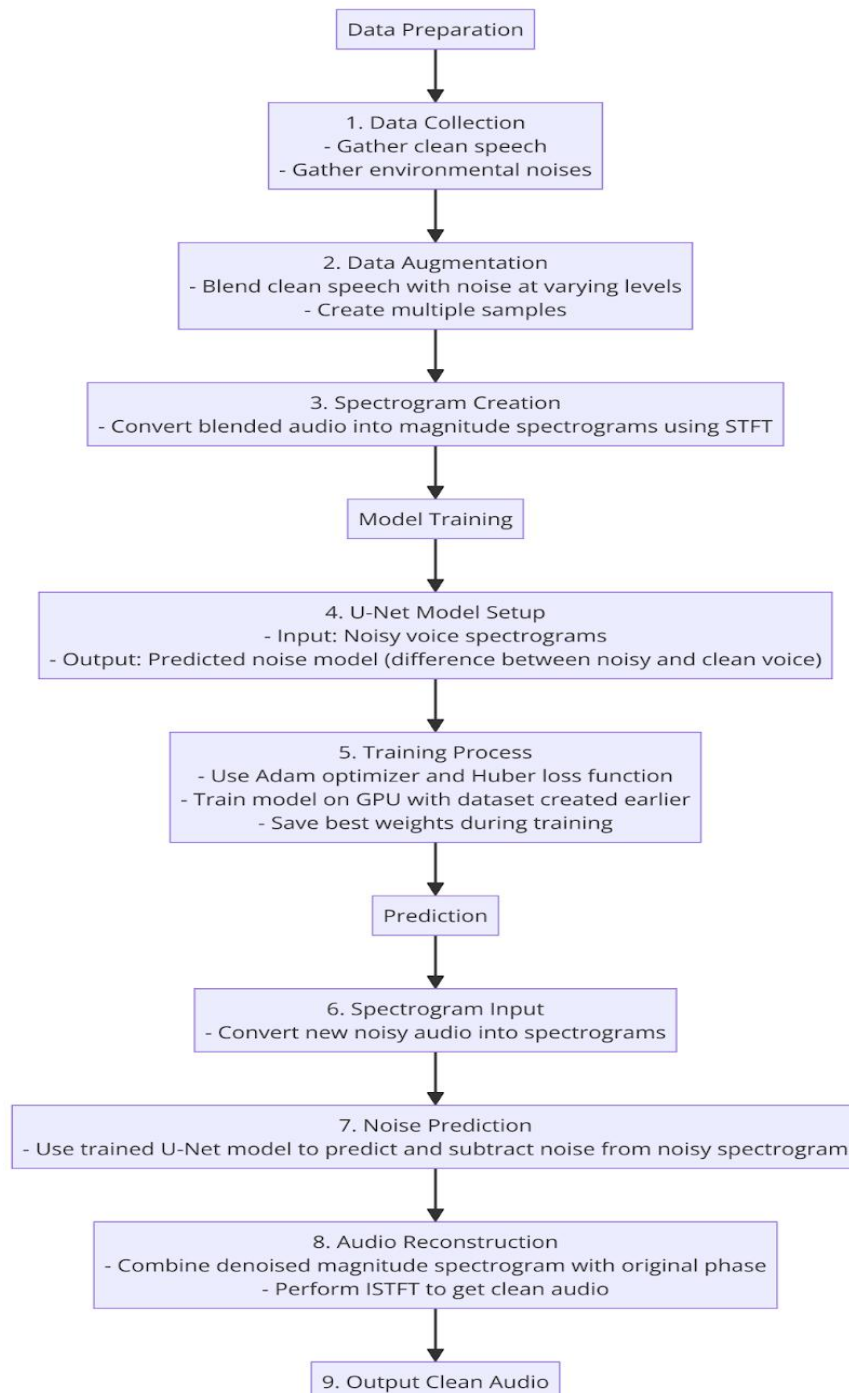 Data Preparation
1. Data Collection
- Gather clean speech
- Gather environmental noises
2. Data Augmentation
- Blend clean speech with noise at varying levels
- Create multiple samples
3. Spectrogram Creation
- Convert blended audio into magnitude spectrograms using STFT
Model Training
4. U-Net Model Setup
- Input: Noisy voice spectrograms
- Output: Predicted noise model (difference between noisy and clean voice)
5. Training Process
- Use Adam optimizer and Huber loss function
- Train model on GPU with dataset created earlier
- Save best weights during training
Prediction
6. Spectrogram Input
- Convert new noisy audio into spectrograms
7. Noise Prediction
- Use trained U-Net model to predict and subtract noise from noisy spectrogram
8. Audio Reconstruction
- Combine denoised magnitude spectrogram with original phase
- Perform ISTFT to get clean audio
9. Output Clean Audio